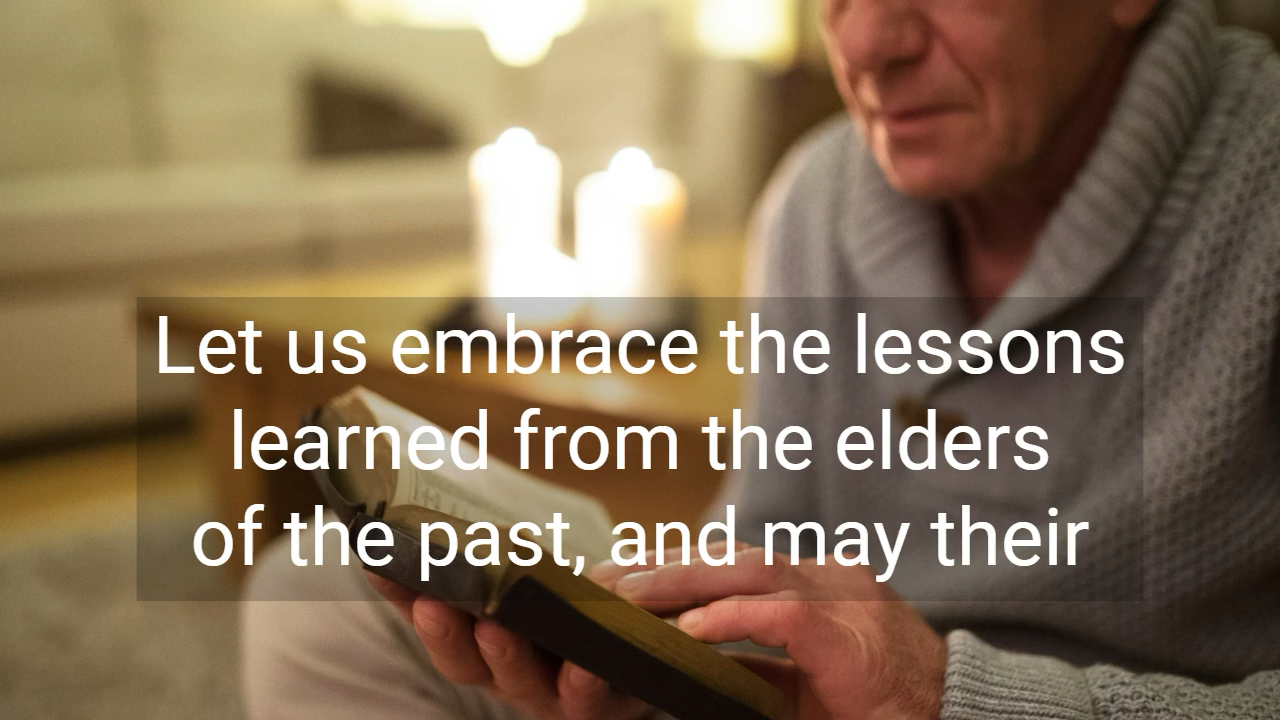 Let us embrace the lessons
learned from the elders
of the past, and may their